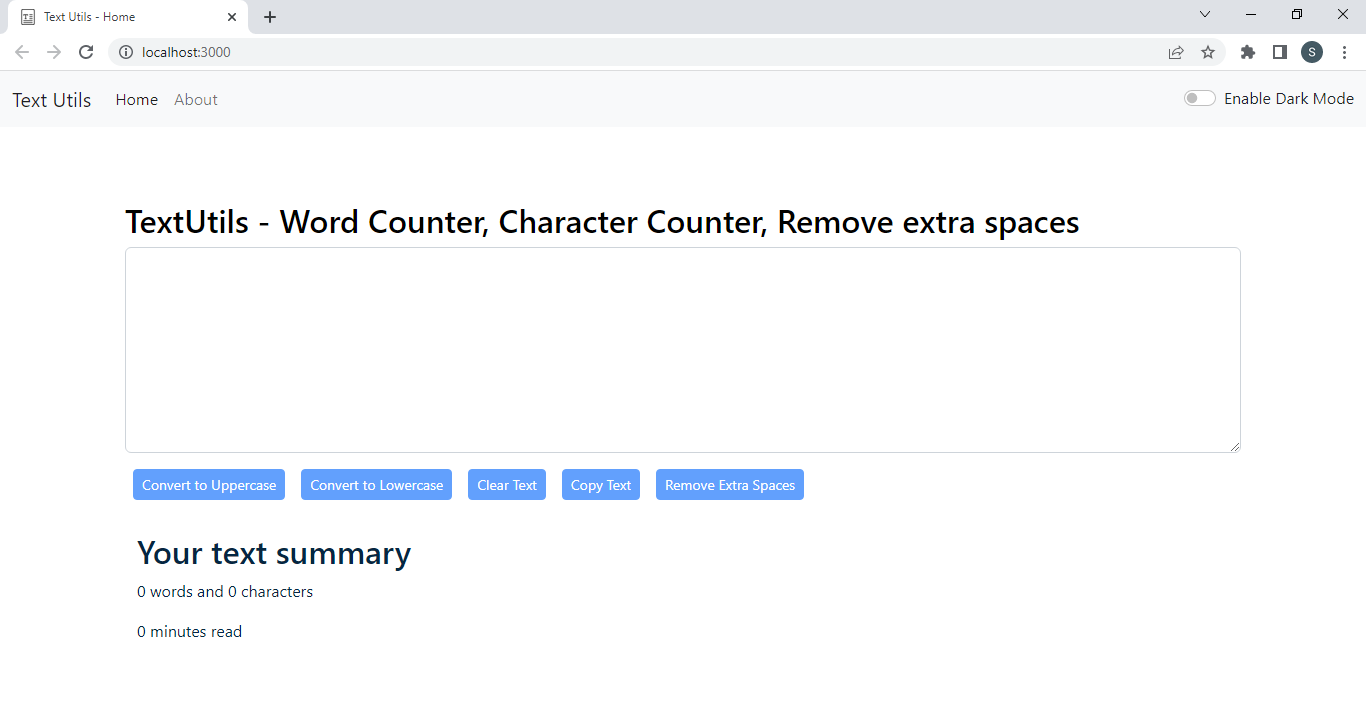 Text Utils - Home
localhost:3000
S
Text Utils Home About Enable Dark Mode
TextUtils - Word Counter, Character Counter, Remove extra spaces
Convert to Uppercase Convert to Lowercase Clear Text Copy Text Remove Extra Spaces
Your text summary
0 words and 0 characters
0 minutes read